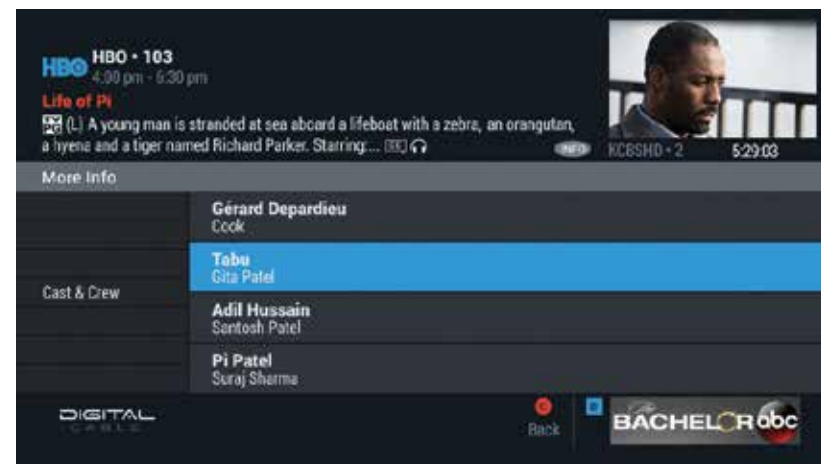 HBO
HBO • 103
4:00 pm - 5:30 pm
Life of Pi
(L) A young man is stranded at sea aboard a lifeboat with a zebra, an orangutan,
a hyena and a tiger named Richard Parker. Starring:...
INFO
KCBSHD • 2
5:29:03
More Info
Gérard Depardieu
Cook
Tabu
Gita Patel
Cast & Crew
Adil Hussain
Santosh Patel
Pi Patel
Suraj Sharma
DIGITAL
CABLE
C
Back
The
BACHELOR
abc